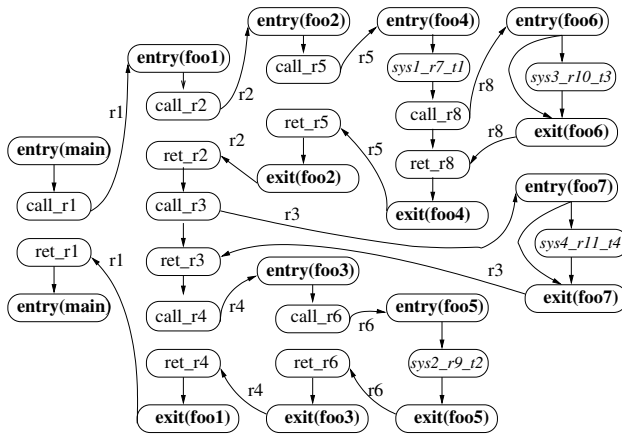 entry(foo2)
entry(foo4)
entry(foo6)
entry(foo1)
call_r5
r5
sys1_r7_t1
sys3_r10_t3
r1
call_r2
r2
call_r8
r8
ret_r5
r5
r8
exit(foo6)
entry(main
ret_r2
r2
ret_r8
exit(foo2)
entry(foo7)
call_r1
call_r3
r3
exit(foo4)
ret_r1
r1
sys4_r11_t4
ret_r3
entry(foo3)
r3
entry(main)
call_r4
r4
call_r6
r6
entry(foo5)
exit(foo7)
ret_r4
ret_r6
sys2_r9_t2
r4
r6
exit(foo1)
exit(foo3)
exit(foo5)